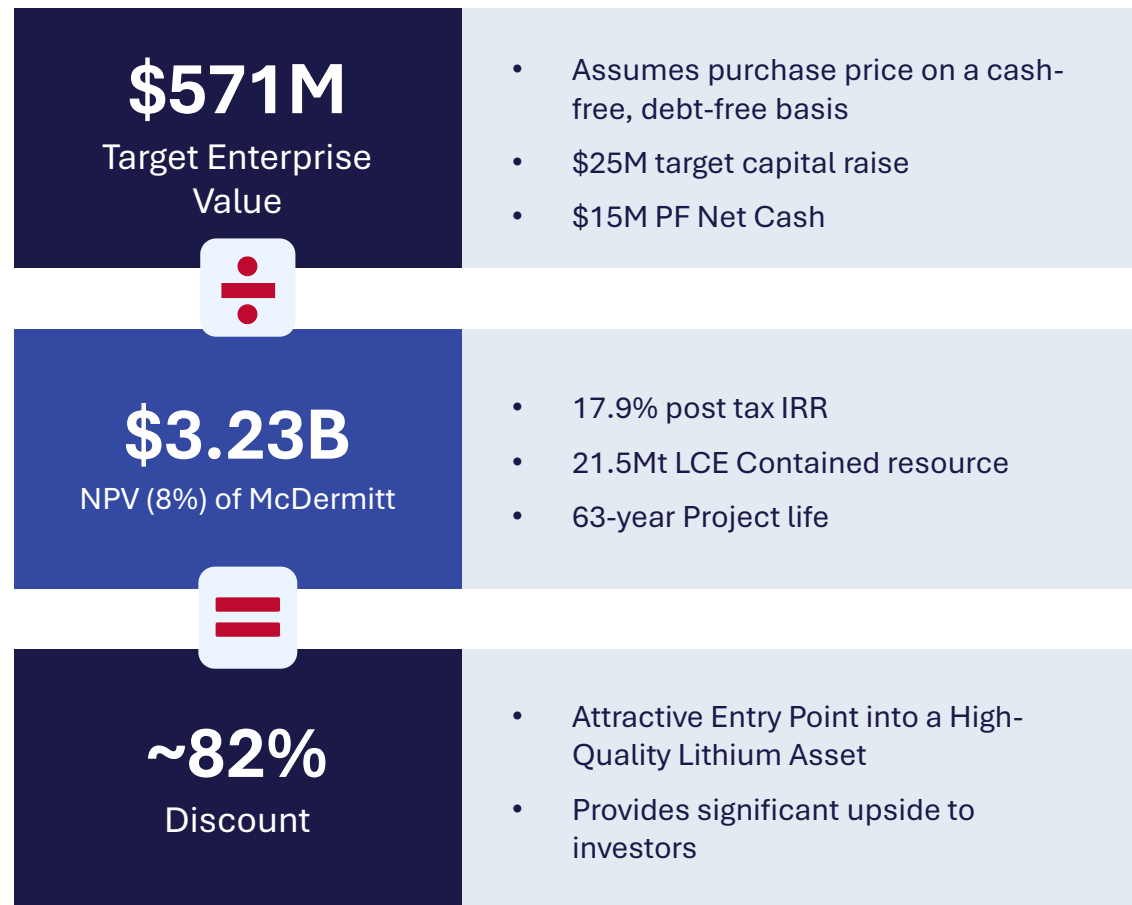 $571M
Target Enterprise
Value
• Assumes purchase price on a cash-
free, debt-free basis
• $25M target capital raise
• $15M PF Net Cash
÷
$3.23B
NPV (8%) of McDermitt
• 17.9% post tax IRR
• 21.5Mt LCE Contained resource
• 63-year Project life
=
~82%
Discount
• Attractive Entry Point into a High-
Quality Lithium Asset
• Provides significant upside to
investors